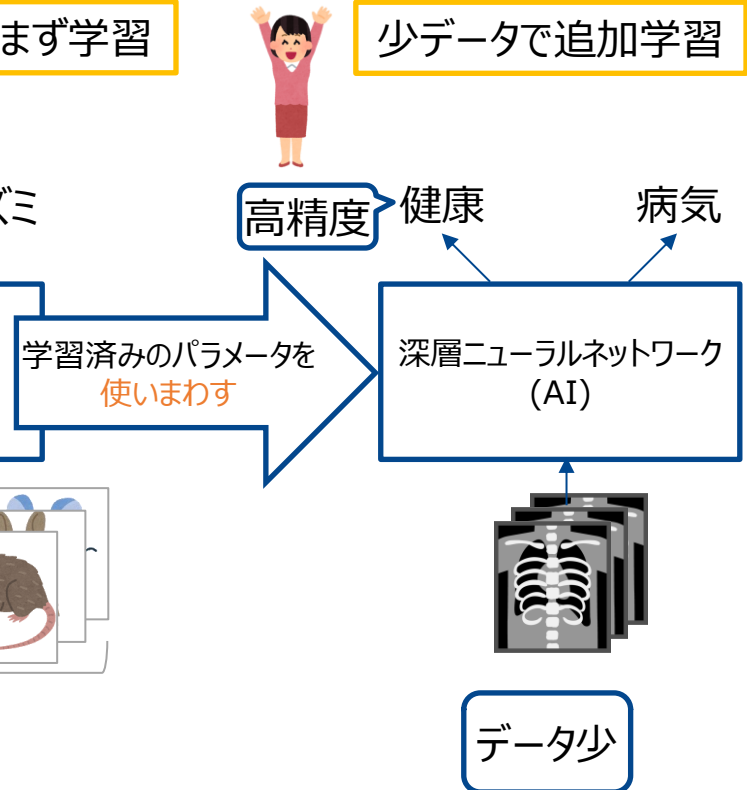 まず学習
少データで追加学習
ズミ
高精度
健康
病気
学習済みのパラメータを
使いまわす
深層ニューラルネットワーク
(AI)
データ少